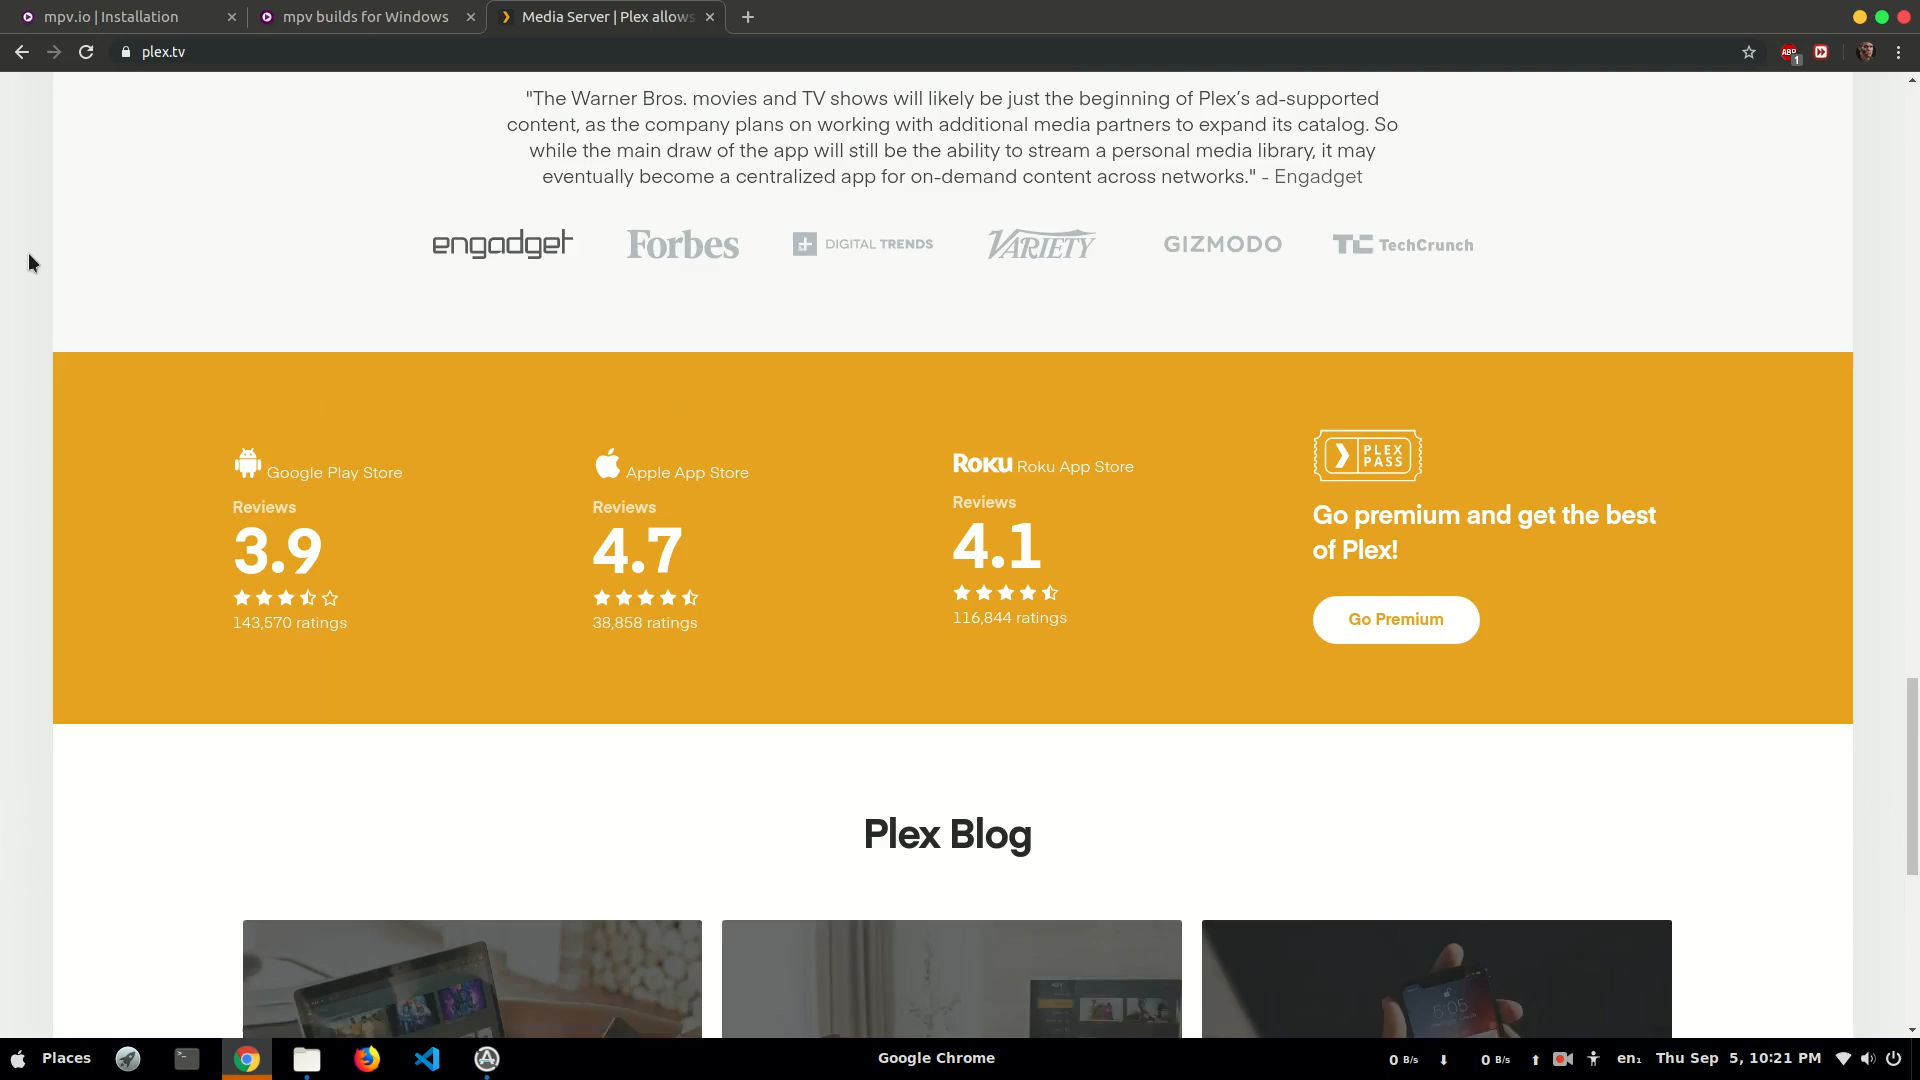 mpv.io | Installation
mpv builds for Windows
Media Server | Plex allows
plex.tv
ABP
1
"The Warner Bros. movies and TV shows will likely be just the beginning of Plex’s ad-supported
content, as the company plans on working with additional media partners to expand its catalog. So
while the main draw of the app will still be the ability to stream a personal media library, it may
eventually become a centralized app for on-demand content across networks." - Engadget
engadget
Forbes
DIGITAL TRENDS
VARIETY
GIZMODO
TC TechCrunch
Google Play Store
Reviews
3.9
143,570 ratings
Apple App Store
Reviews
4.7
38,858 ratings
ROKU Roku App Store
Reviews
4.1
116,844 ratings
PLEX
PASS
Go premium and get the best
of Plex!
Go Premium
Plex Blog
5:05
Places
Google Chrome
0 B/s
0 B/s
en₁
Thu Sep 5, 10:21 PM